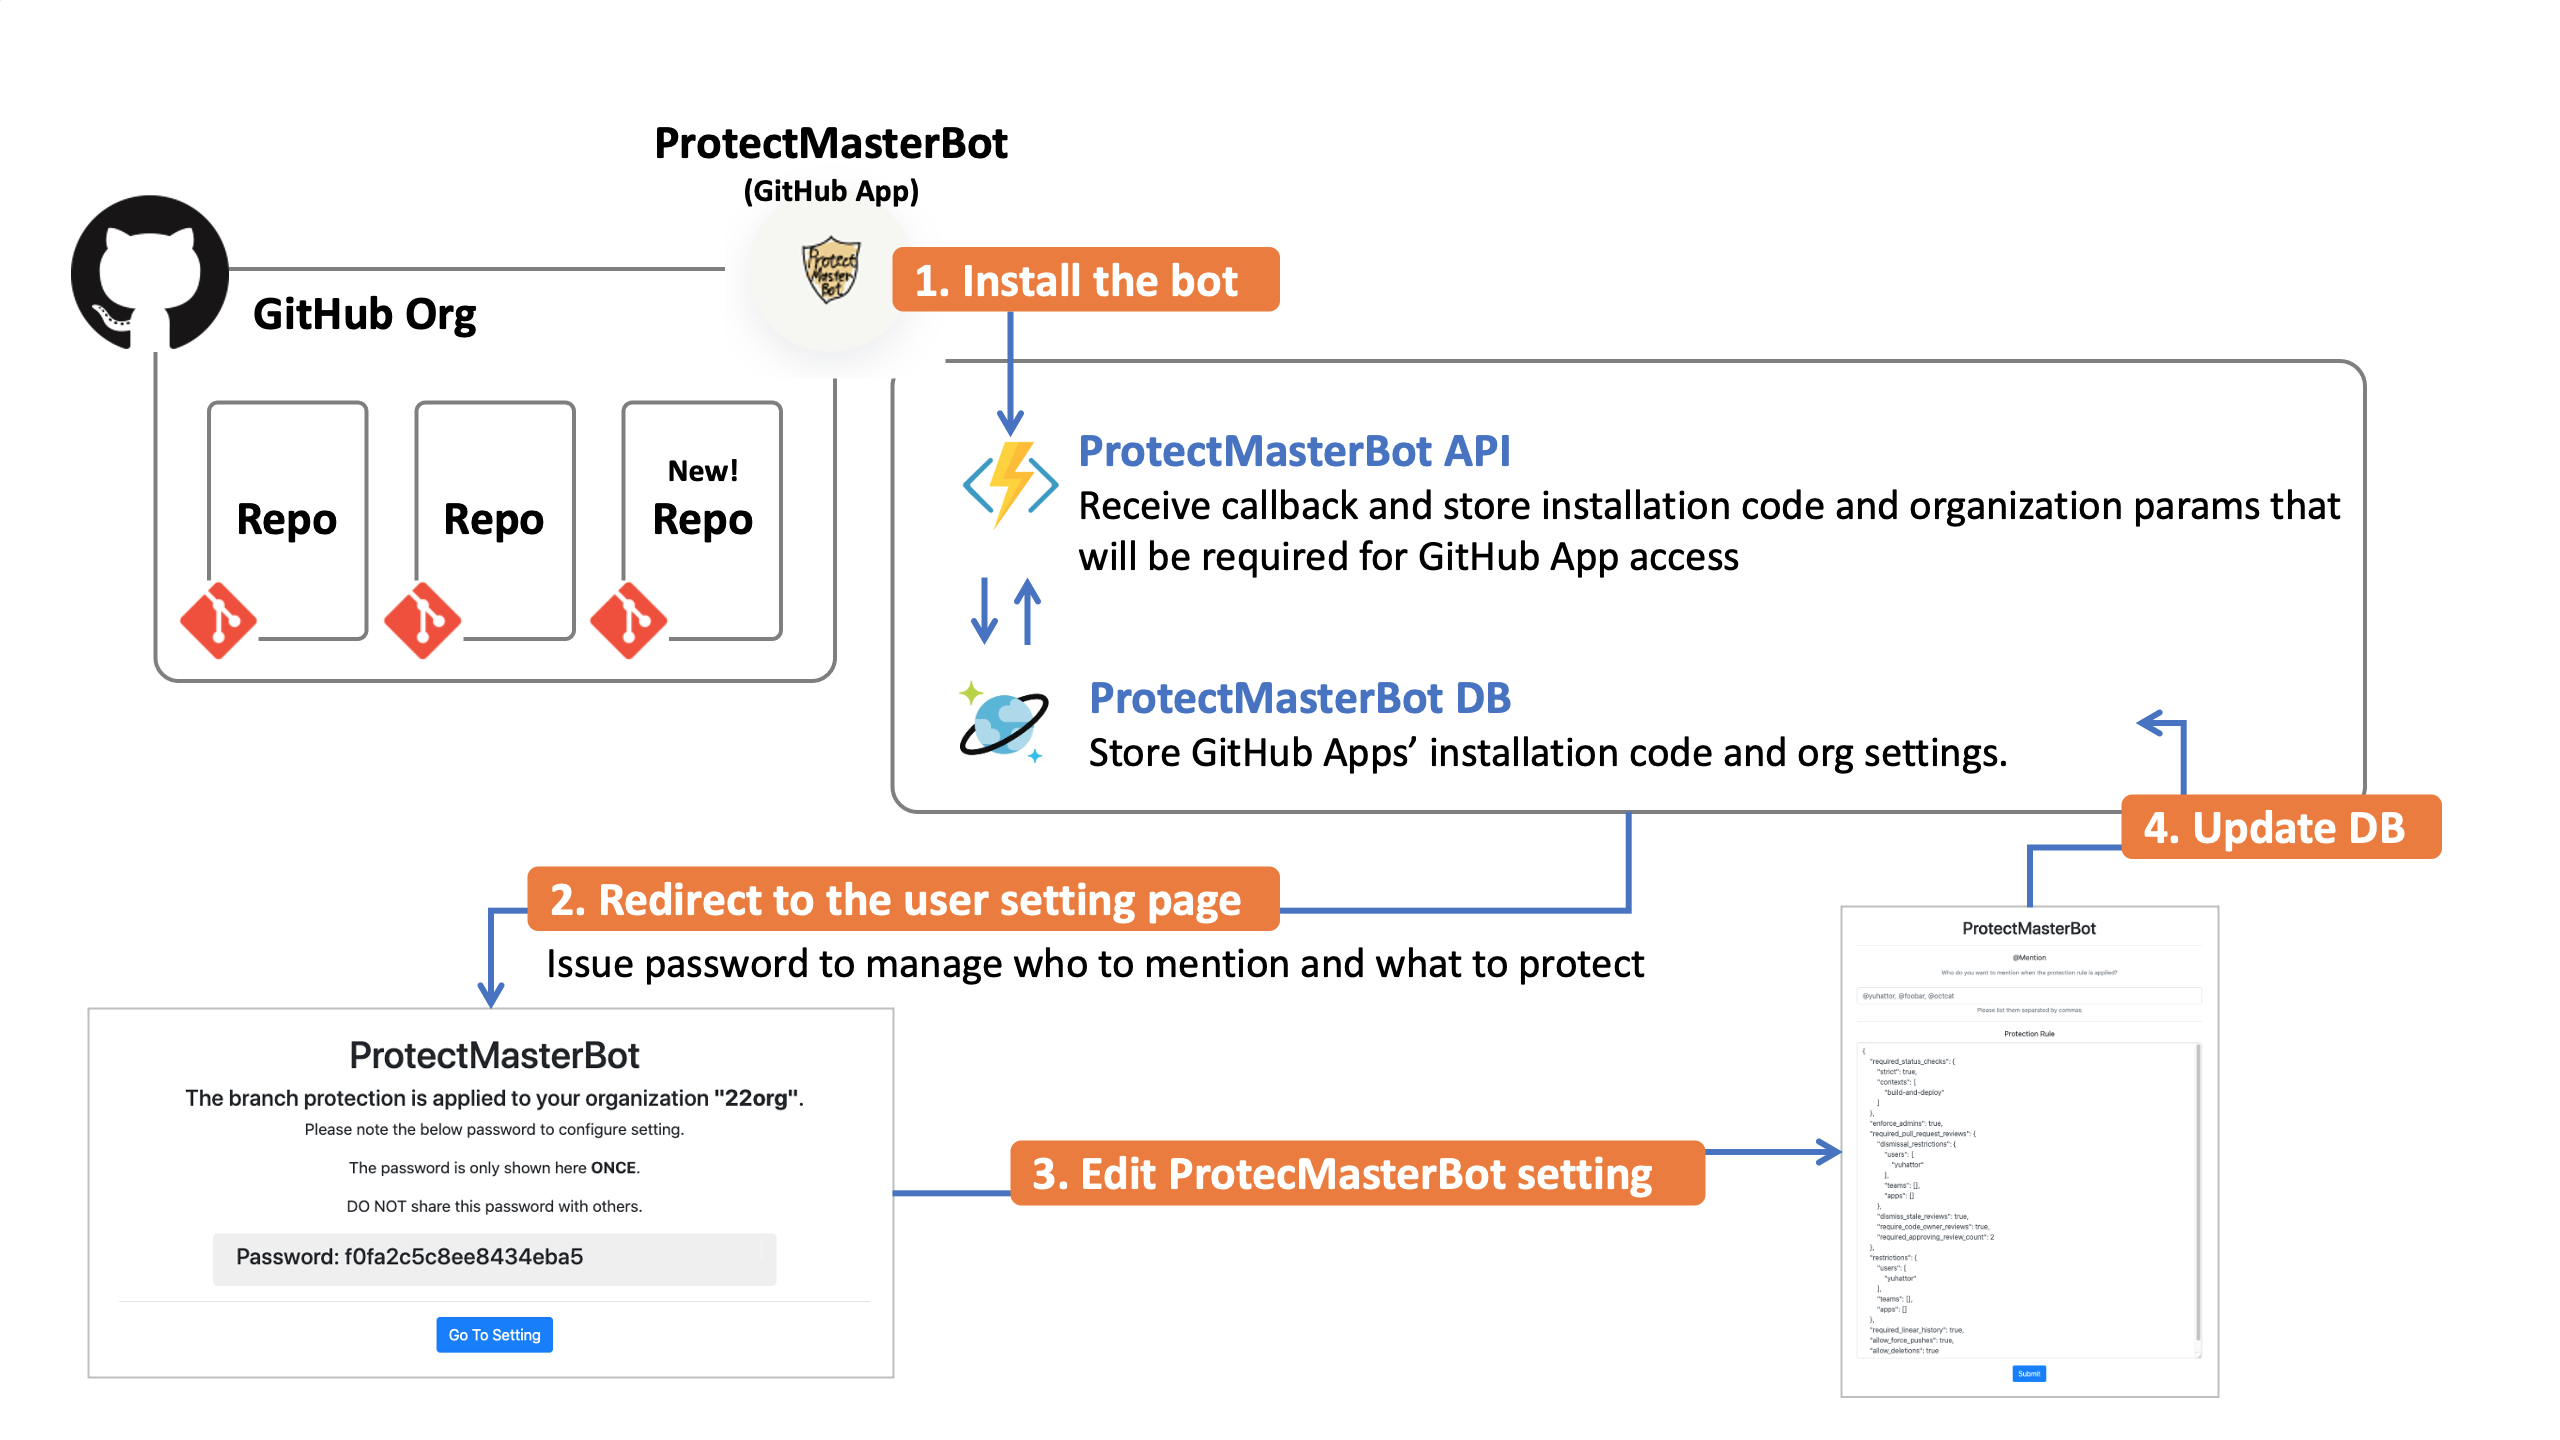 ProtectMasterBot
(GitHub App)
Protect
Master
Bot
1. Install the bot
GitHub Org
Repo
Repo
New!
Repo
ProtectMasterBot API
Receive callback and store installation code and organization params that
will be required for GitHub App access
ProtectMasterBot DB
Store GitHub Apps’ installation code and org settings.
4. Update DB
2. Redirect to the user setting page
Issue password to manage who to mention and what to protect
ProtectMasterBot
The branch protection is applied to your organization "22org".
Please note the below password to configure setting.
The password is only shown here ONCE.
DO NOT share this password with others.
Password: f0fa2c5c8ee8434eba5
Go To Setting
3. Edit ProtecMasterBot setting
ProtectMasterBot
@Mention
Who do you want to mention when the protection rule is applied?
@yuhattor, @foobar, @octcat
Please list them separated by commas
Protection Rule
{
"required_status_checks": {
"strict": true,
"contexts": [
"build-and-deploy"
]
},
"enforce_admins": true,
"required_pull_request_reviews": {
"dismissal_restrictions": {
"users": [
"yuhattor"
],
"teams": [],
"apps": []
},
"dismiss_stale_reviews": true,
"require_code_owner_reviews": true,
"required_approving_review_count": 2
},
"restrictions": {
"users": [
"yuhattor"
],
"teams": [],
"apps": []
},
"required_linear_history": true,
"allow_force_pushes": true,
"allow_deletions": true
Submit